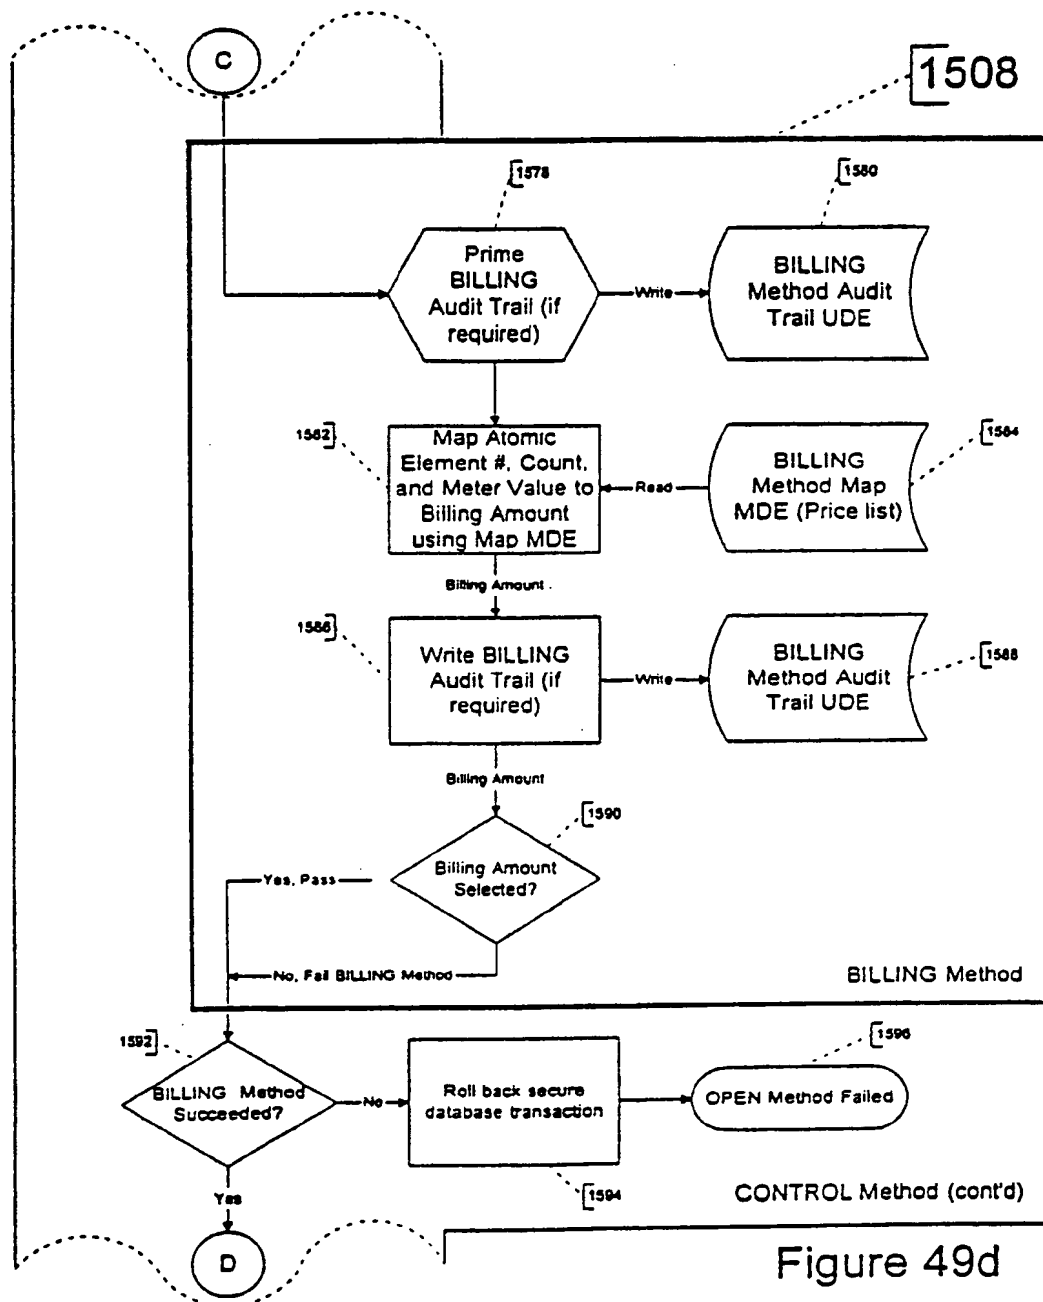 C
1508
1578
1580
Prime
BILLING
Audit Trail (if
required)
Write
BILLING
Method Audit
Trail UDE
1582
1584
Map Atomic
Element #, Count,
and Meter Value to
Billing Amount
using Map MDE
Read
BILLING
Method Map
MDE (Price list)
Billing Amount
1586
1588
Write BILLING
Audit Trail (if
required)
Write
BILLING
Method Audit
Trail UDE
Billing Amount
1590
Billing Amount
Selected?
Yes, Pass
No, Fail BILLING Method
BILLING Method
1592
1596
BILLING Method
Succeeded?
No
Roll back secure
database transaction
OPEN Method Failed
Yes
1594
CONTROL Method (cont'd)
D
Figure 49d